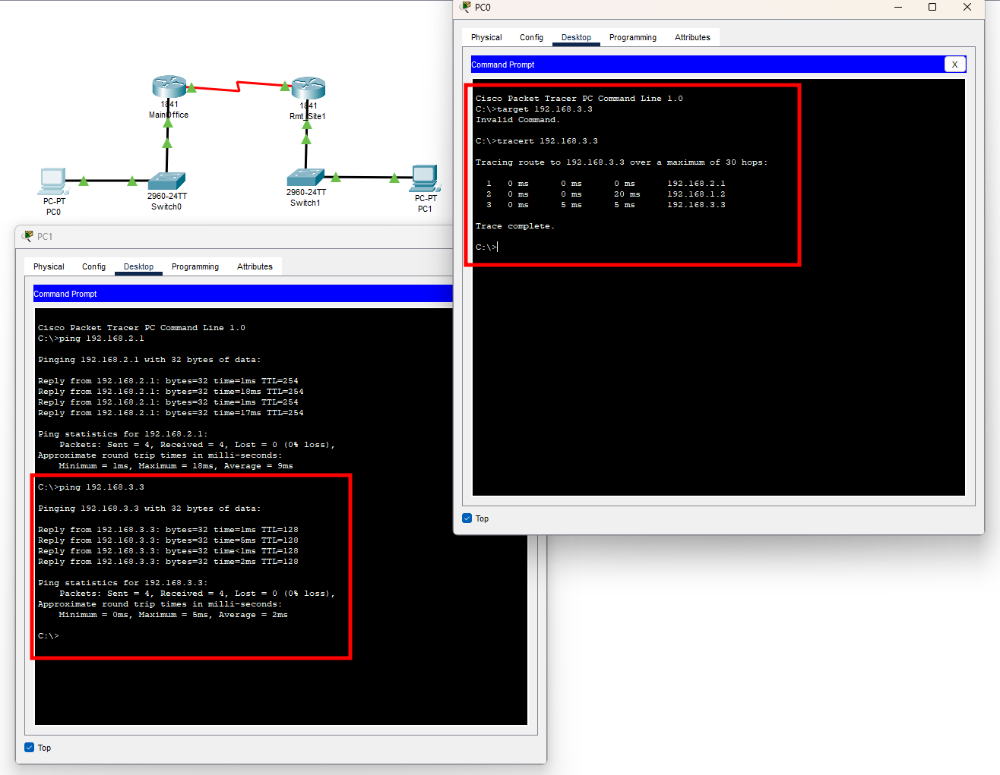 1841
MainOffice
1841
Rmt_Site1
PC-PT
PC0
2960-24TT
Switch0
2960-24TT
Switch1
PC-PT
PC1
PC1
Physical Config Desktop Programming Attributes
Command Prompt
Cisco Packet Tracer PC Command Line 1.0
C:\>ping 192.168.2.1
Pinging 192.168.2.1 with 32 bytes of data:
Reply from 192.168.2.1: bytes=32 time=1ms TTL=254
Reply from 192.168.2.1: bytes=32 time=18ms TTL=254
Reply from 192.168.2.1: bytes=32 time=1ms TTL=254
Reply from 192.168.2.1: bytes=32 time=17ms TTL=254
Ping statistics for 192.168.2.1:
Packets: Sent = 4, Received = 4, Lost = 0 (0% loss),
Approximate round trip times in milli-seconds:
Minimum = 1ms, Maximum = 18ms, Average = 9ms
C:\>ping 192.168.3.3
Pinging 192.168.3.3 with 32 bytes of data:
Reply from 192.168.3.3: bytes=32 time=1ms TTL=128
Reply from 192.168.3.3: bytes=32 time=5ms TTL=128
Reply from 192.168.3.3: bytes=32 time<1ms TTL=128
Reply from 192.168.3.3: bytes=32 time=2ms TTL=128
Ping statistics for 192.168.3.3:
Packets: Sent = 4, Received = 4, Lost = 0 (0% loss),
Approximate round trip times in milli-seconds:
Minimum = 0ms, Maximum = 5ms, Average = 2ms
C:\>
Top
PC0
Physical Config Desktop Programming Attributes
Command Prompt
X
Cisco Packet Tracer PC Command Line 1.0
C:\>target 192.168.3.3
Invalid Command.
C:\>tracert 192.168.3.3
Tracing route to 192.168.3.3 over a maximum of 30 hops:
1 0 ms 0 ms 0 ms 192.168.2.1
2 0 ms 0 ms 20 ms 192.168.1.2
3 0 ms 5 ms 5 ms 192.168.3.3
Trace complete.
C:\>
Top